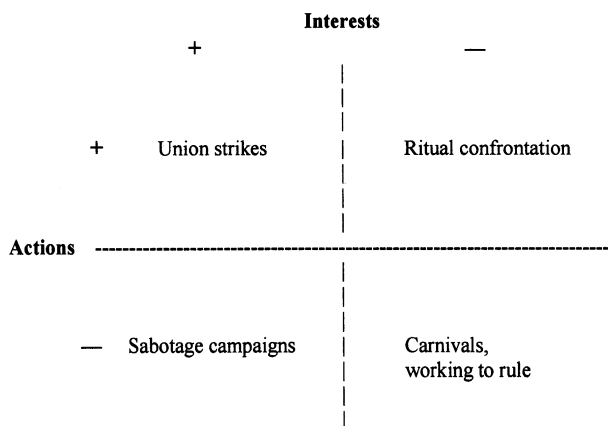 Interests
+ —
+ Union strikes Ritual confrontation
Actions
— Sabotage campaigns Carnivals,
working to rule